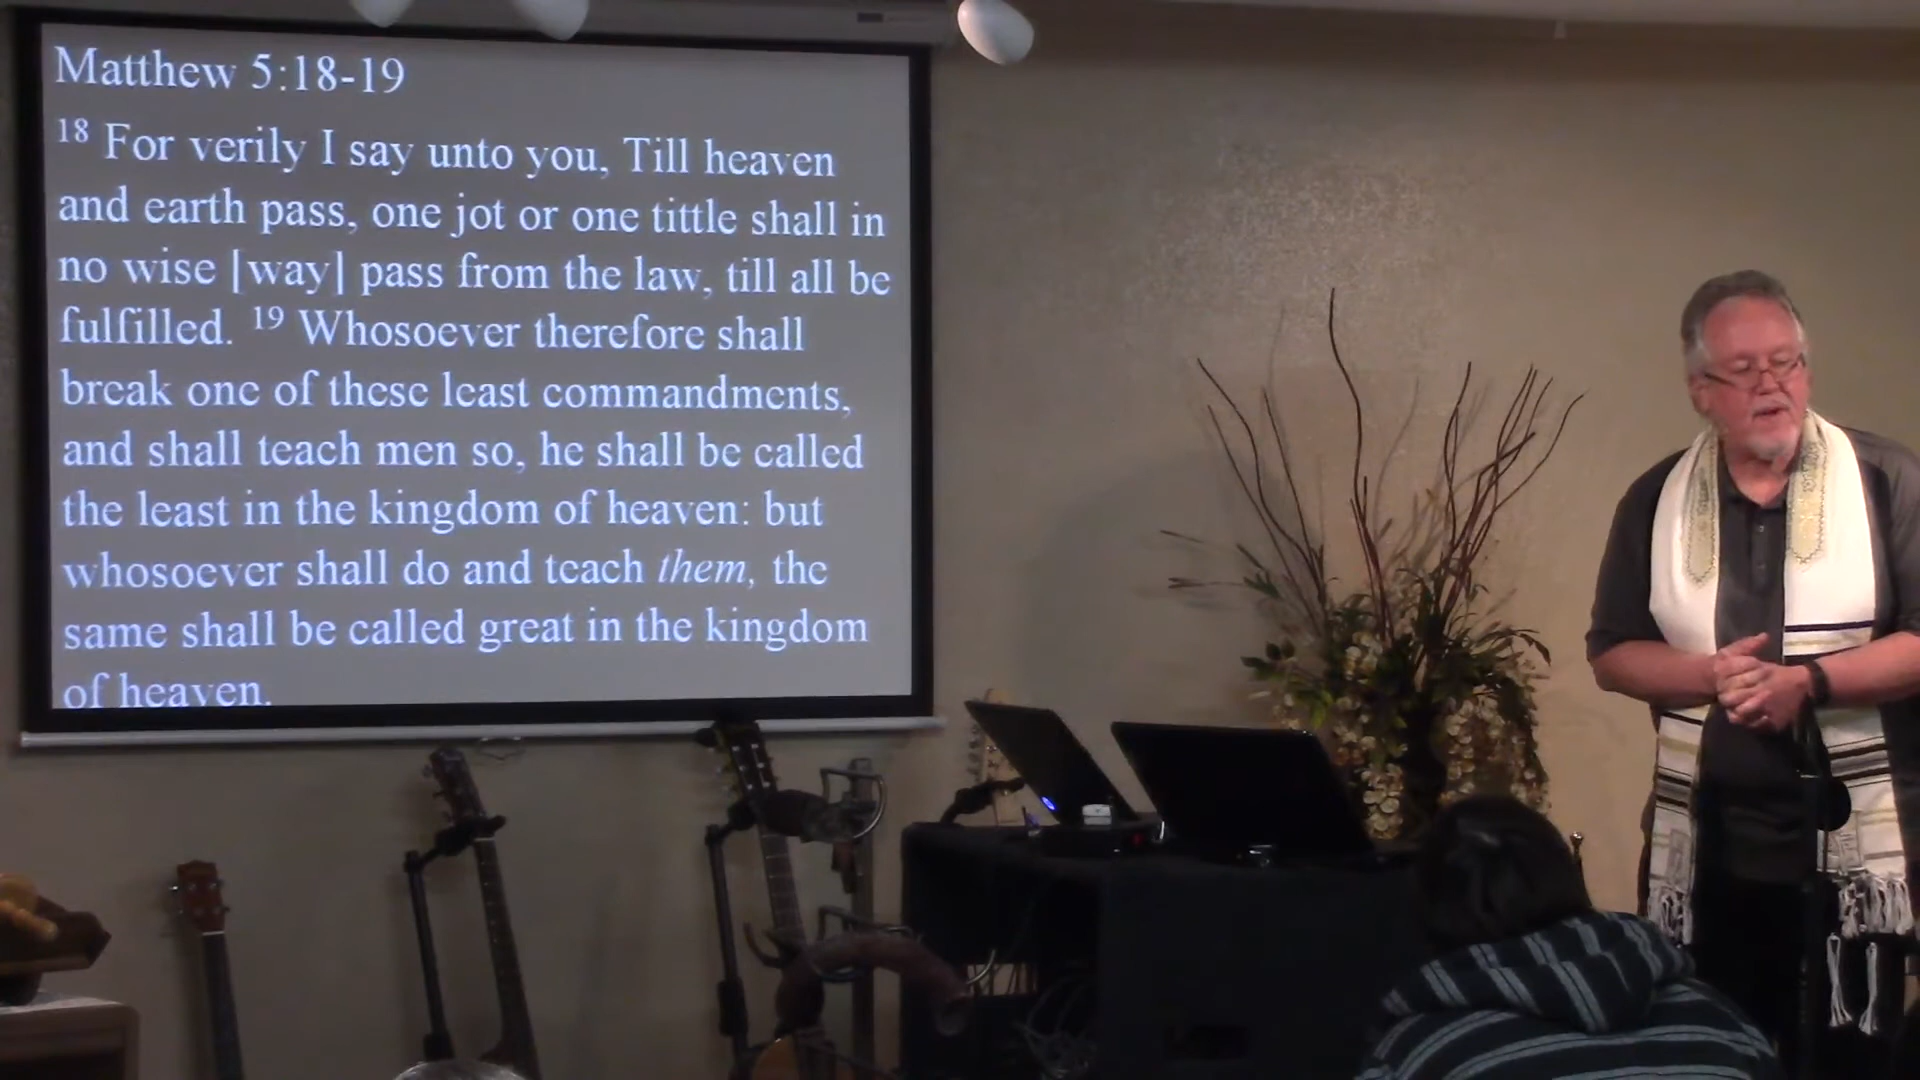 Matthew 5:18-19
18 For verily I say unto you, Till heaven
and earth pass, one jot or one tittle shall in
no wise [way] pass from the law, till all be
fulfilled. 19 Whosoever therefore shall
break one of these least commandments,
and shall teach men so, he shall be called
the least in the kingdom of heaven: but
whosoever shall do and teach them, the
same shall be called great in the kingdom
of heaven.